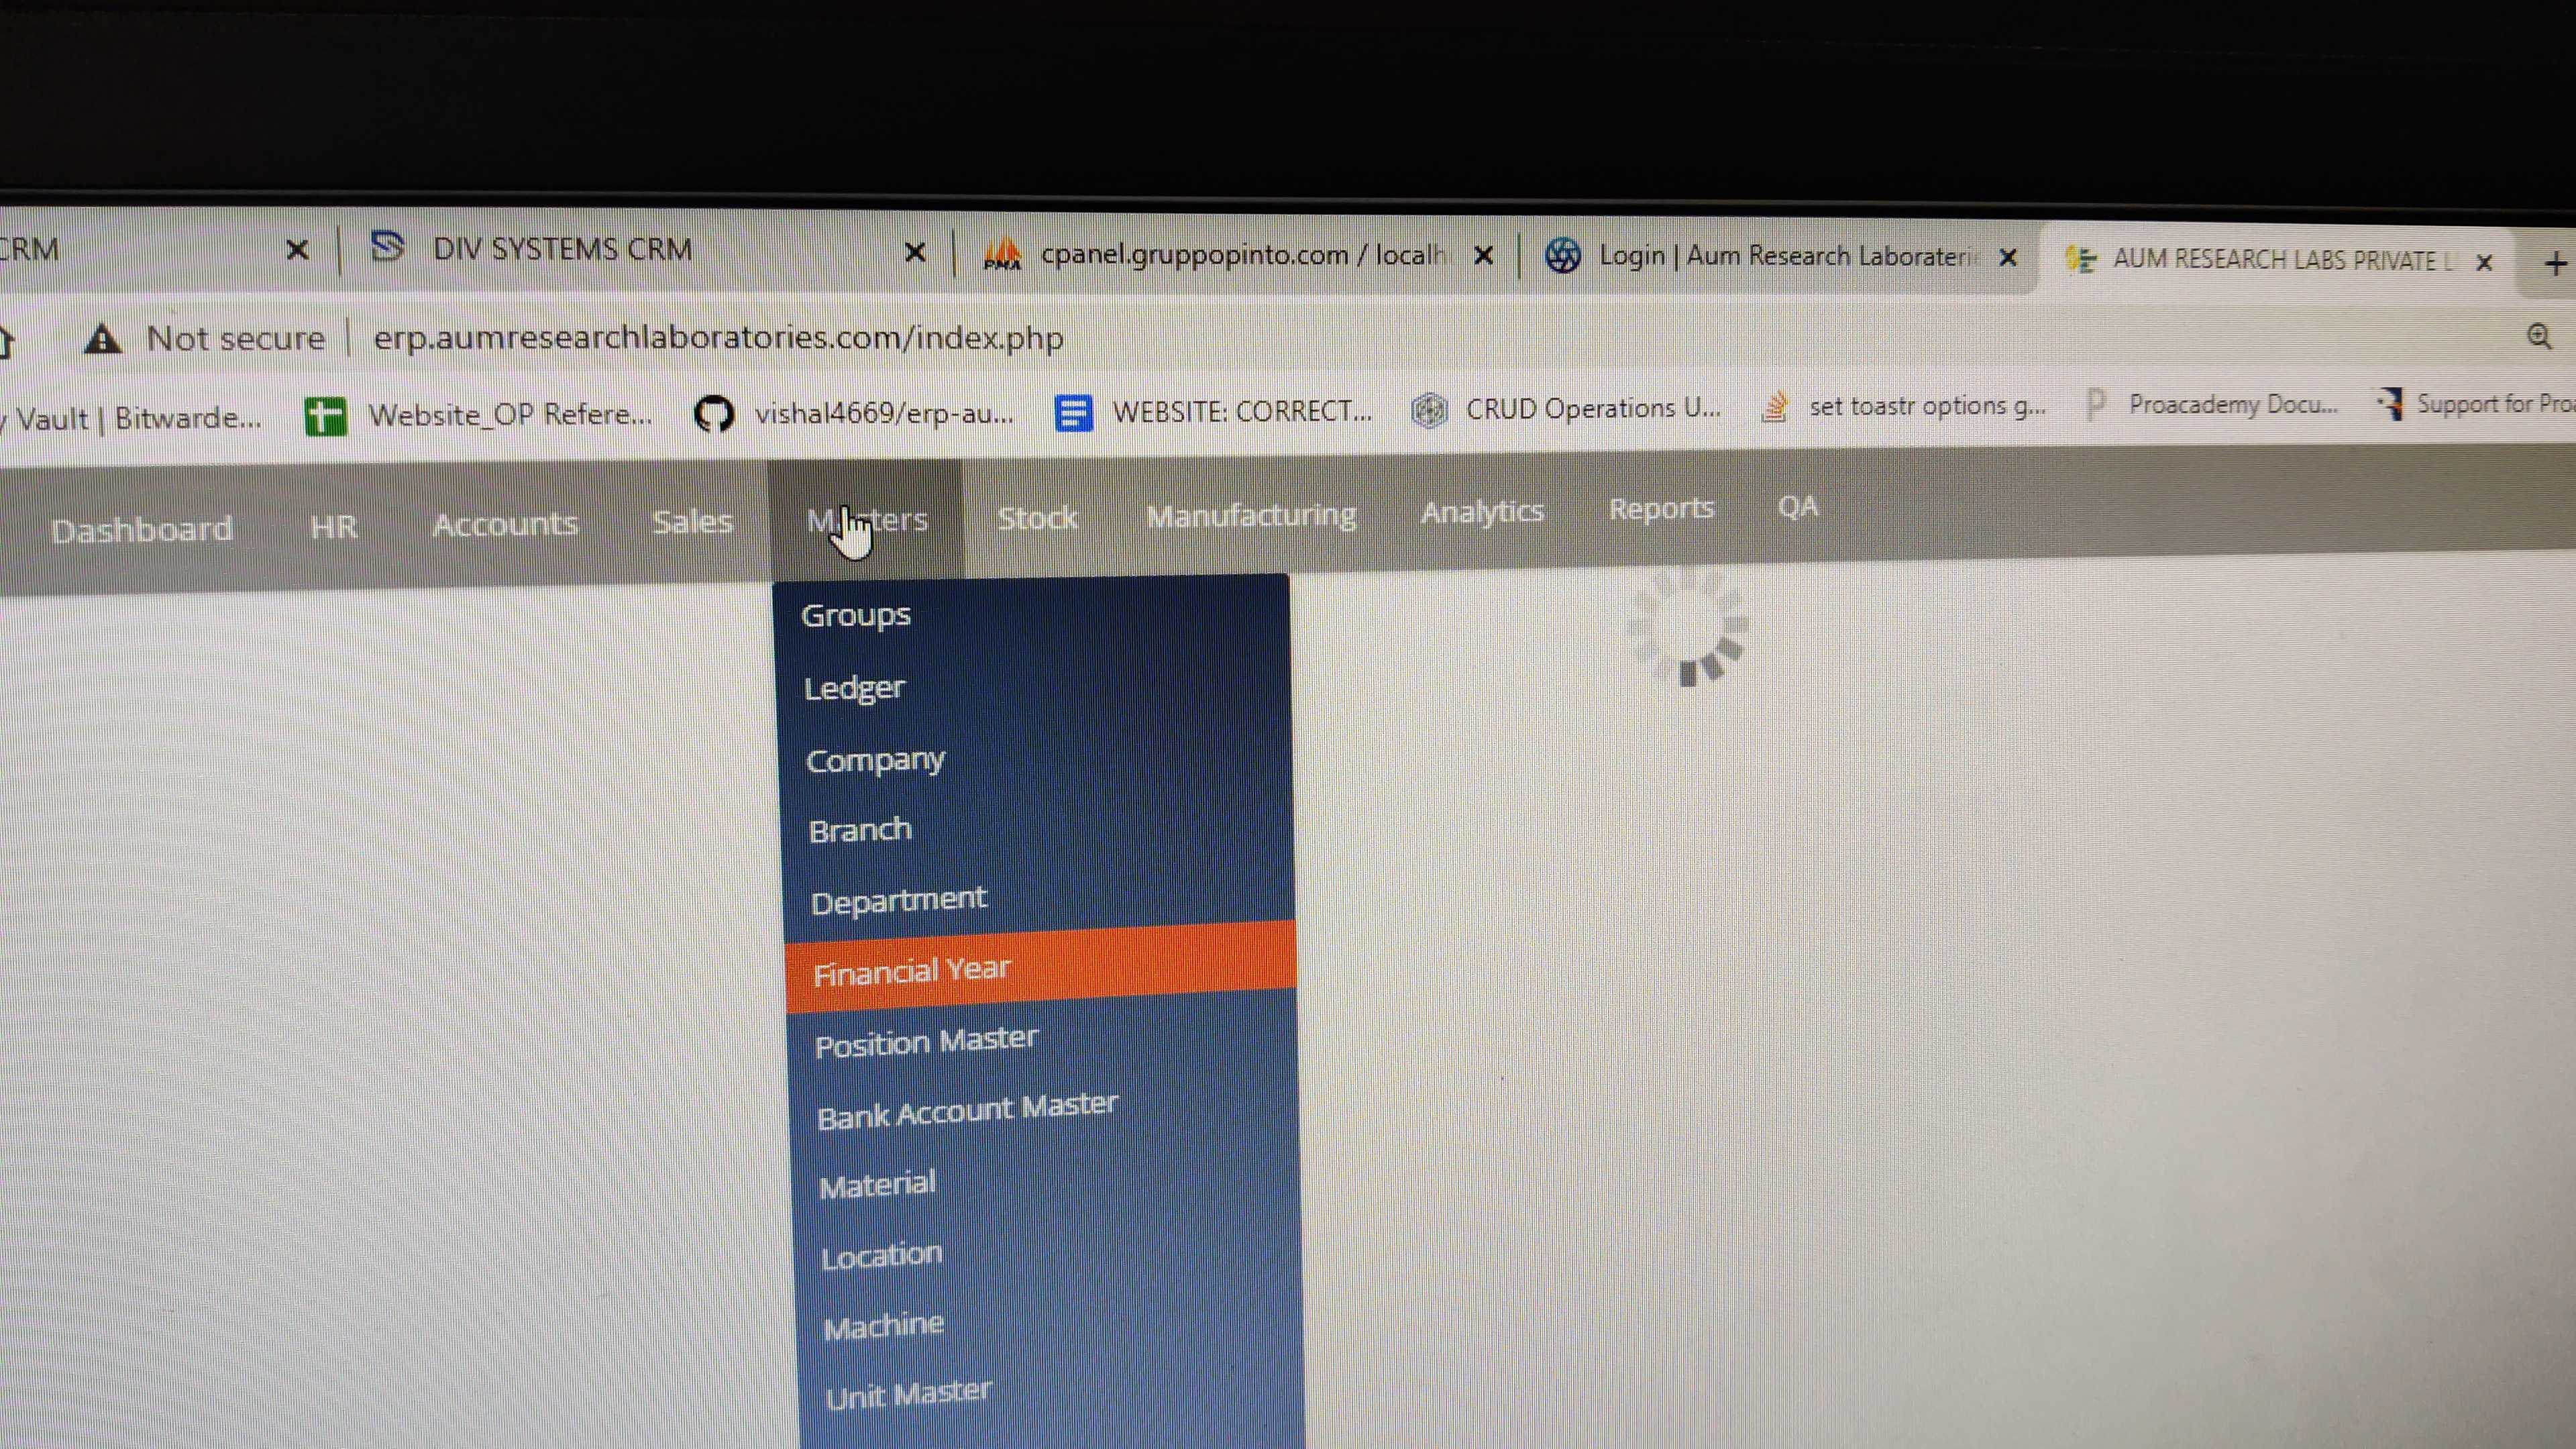 CRM
DIV SYSTEMS CRM
PMA
cpanel.gruppopinto.com / localh
Login | Aum Research Laborateri
AUM RESEARCH LABS PRIVATE L
Not secure
erp.aumresearchlaboratories.com/index.php
Vault | Bitwarde...
Website_OP Refere...
vishal4669/erp-au...
WEBSITE: CORRECT...
CRUD Operations U...
set toastr options g...
Proacademy Docu...
Support for Pro
Dashboard
HR
Accounts
Sales
Masters
Stock
Manufacturing
Analytics
Reports
QA
Groups
Ledger
Company
Branch
Department
Financial Year
Position Master
Bank Account Master
Material
Location
Machine
Unit Master